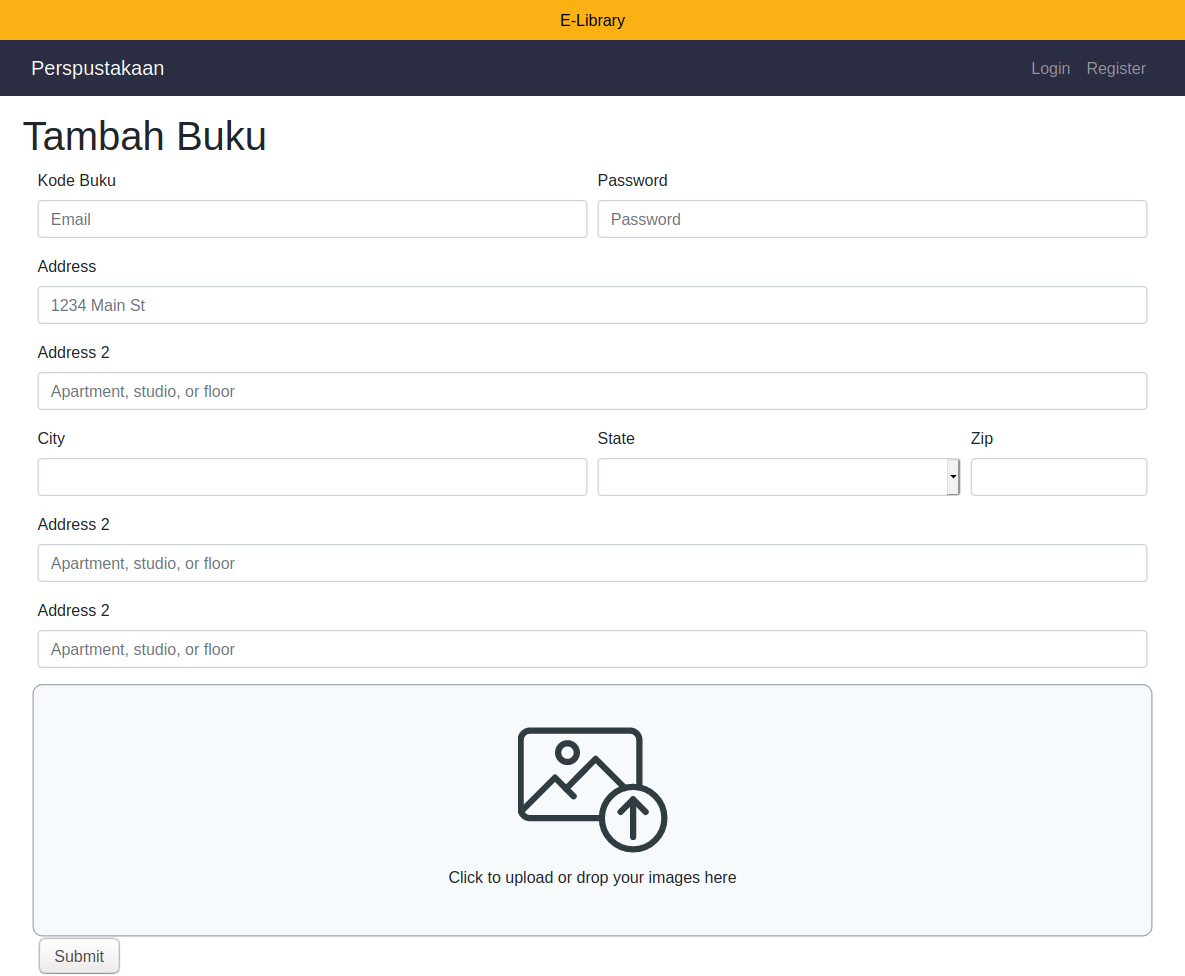 E-Library
Perspustakaan Login Register
Tambah Buku
Kode Buku Password
Email Password
Address
1234 Main St
Address 2
Apartment, studio, or floor
City State Zip
Address 2
Apartment, studio, or floor
Address 2
Apartment, studio, or floor
Click to upload or drop your images here
Submit